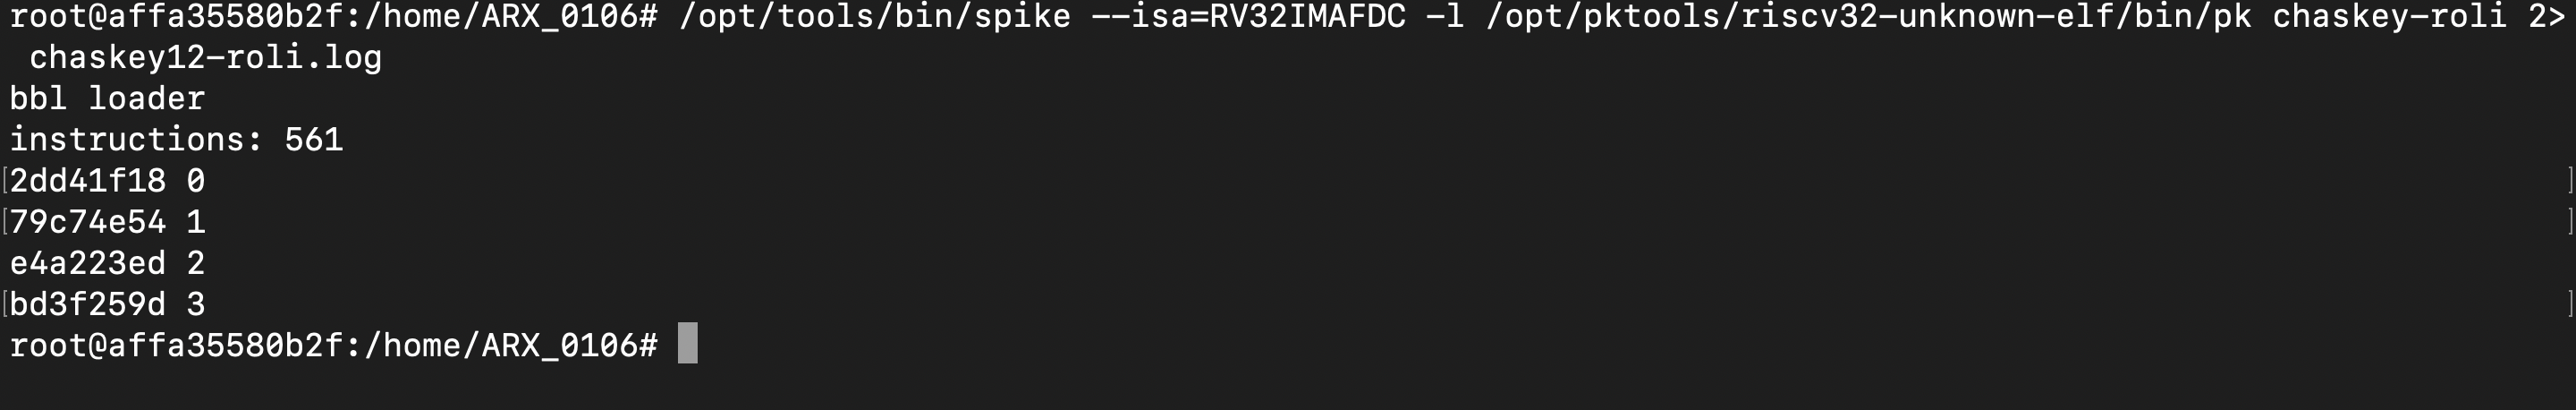 root@affa35580b2f:/home/ARX_0106# /opt/tools/bin/spike --isa=RV32IMAFDC -l /opt/pktools/riscv32-unknown-elf/bin/pk chaskey-roli 2>
 chaskey12-roli.log
bbl loader
instructions: 561
[2dd41f18 0 ]
[79c74e54 1 ]
e4a223ed 2
[bd3f259d 3 ]
root@affa35580b2f:/home/ARX_0106#